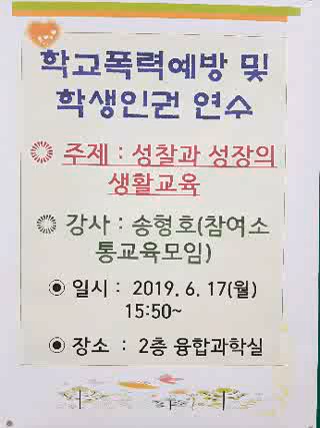 학교폭력예방 및
학생인권 연수
주제 : 성찰과 성장의
생활교육
강사 : 송형호(참여소
통교육모임)
◉ 일시 : 2019. 6. 17(월)
15:50~
◉ 장소 : 2층 융합과학실